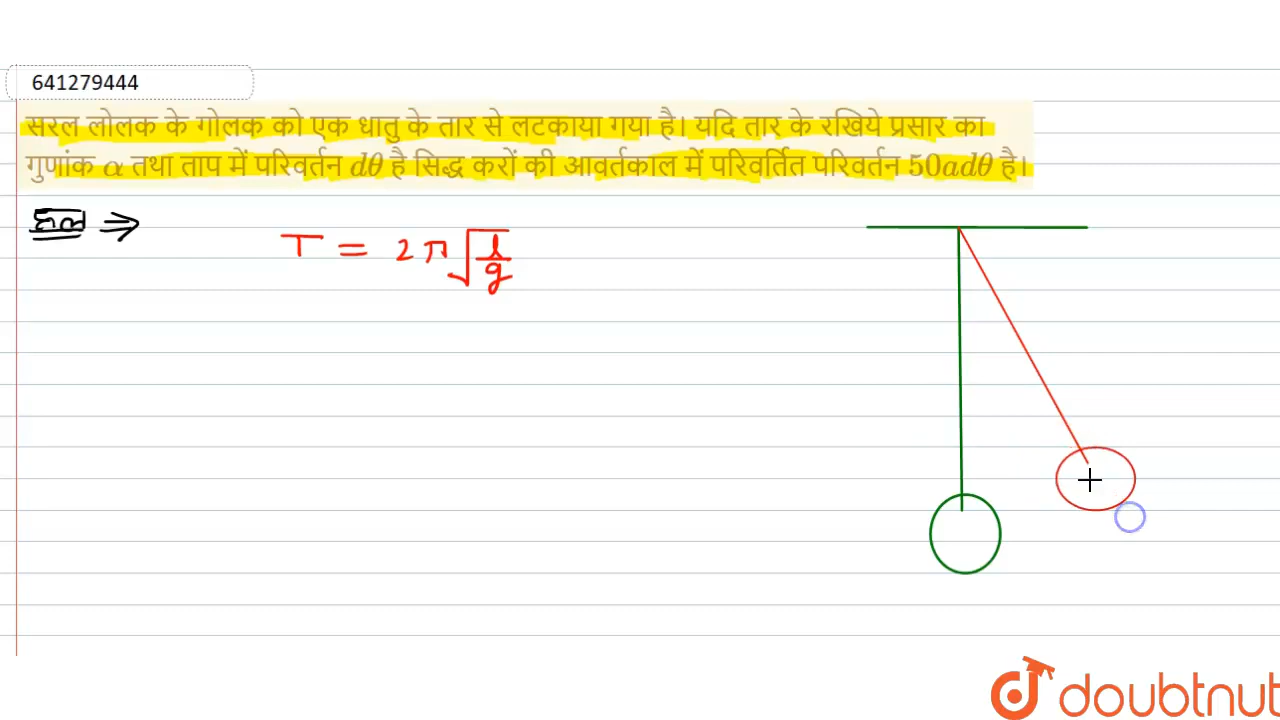 641279444
सरल लोलक के गोलक को एक धातु के तार से लटकाया गया है। यदि तार के रखिये प्रसार का
गुणांक α तथा ताप में परिवर्तन dθ है सिद्ध करों की आवर्तकाल में परिवर्तित परिवर्तन 50adθ है।
हल ⇒
T = 2π√(l/g)
doubtnut